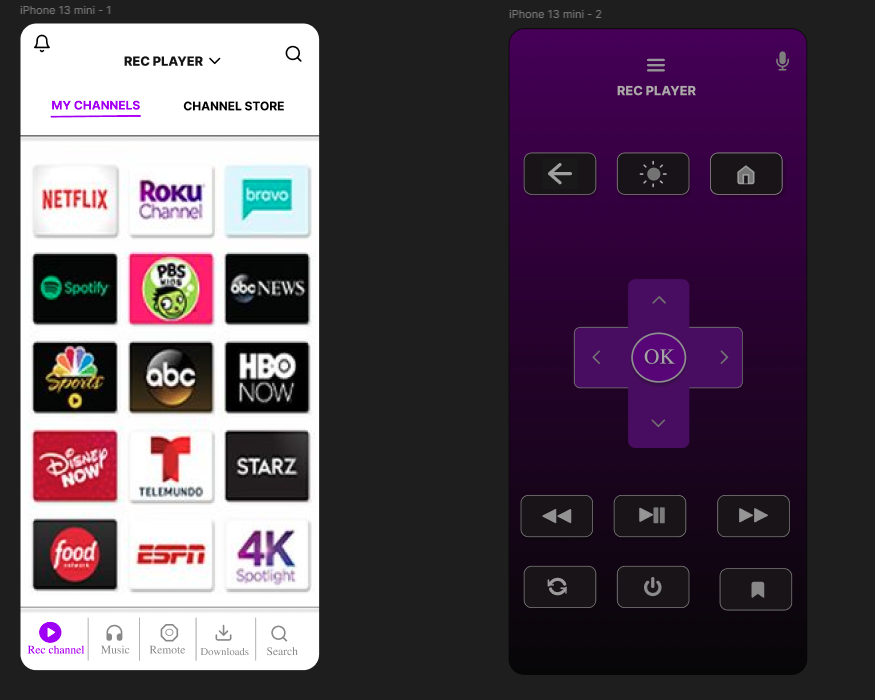 iPhone 13 mini - 1
REC PLAYER
MY CHANNELS
CHANNEL STORE
NETFLIX
Roku
Channel
bravo
Spotify
PBS
KIDS
abc NEWS
Sports
abc
HBO
NOW
Disney
NOW
TELEMUNDO
STARZ
food
network
ESPN
4K
Spotlight
Rec channel
Music
Remote
Downloads
Search
iPhone 13 mini - 2
REC PLAYER
OK